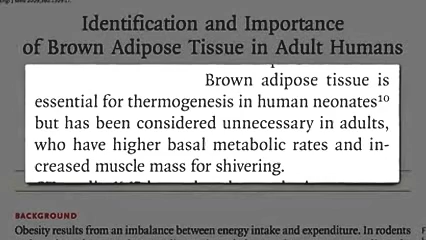 Identification and Importance
of Brown Adipose Tissue in Adult Humans
Brown adipose tissue is
essential for thermogenesis in human neonates¹⁰
but has been considered unnecessary in adults,
who have higher basal metabolic rates and in-
creased muscle mass for shivering.
BACKGROUND
Obesity results from an imbalance between energy intake and expenditure. In rodents